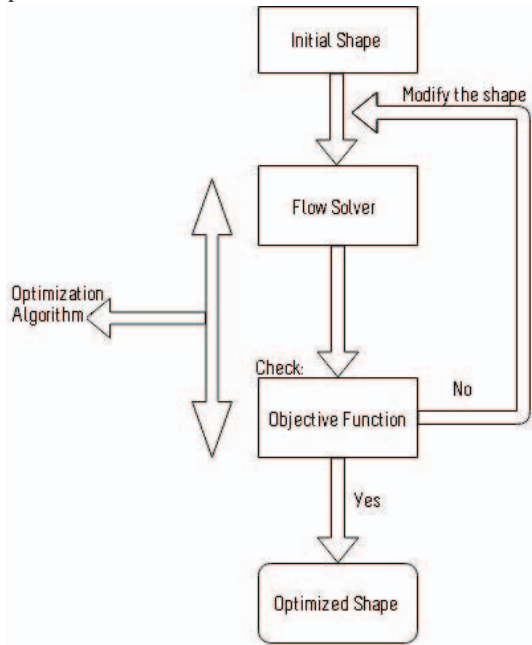 Initial Shape
Modify the shape
Flow Solver
Optimization
Algorithm
Check:
Objective Function
No
Yes
Optimized Shape